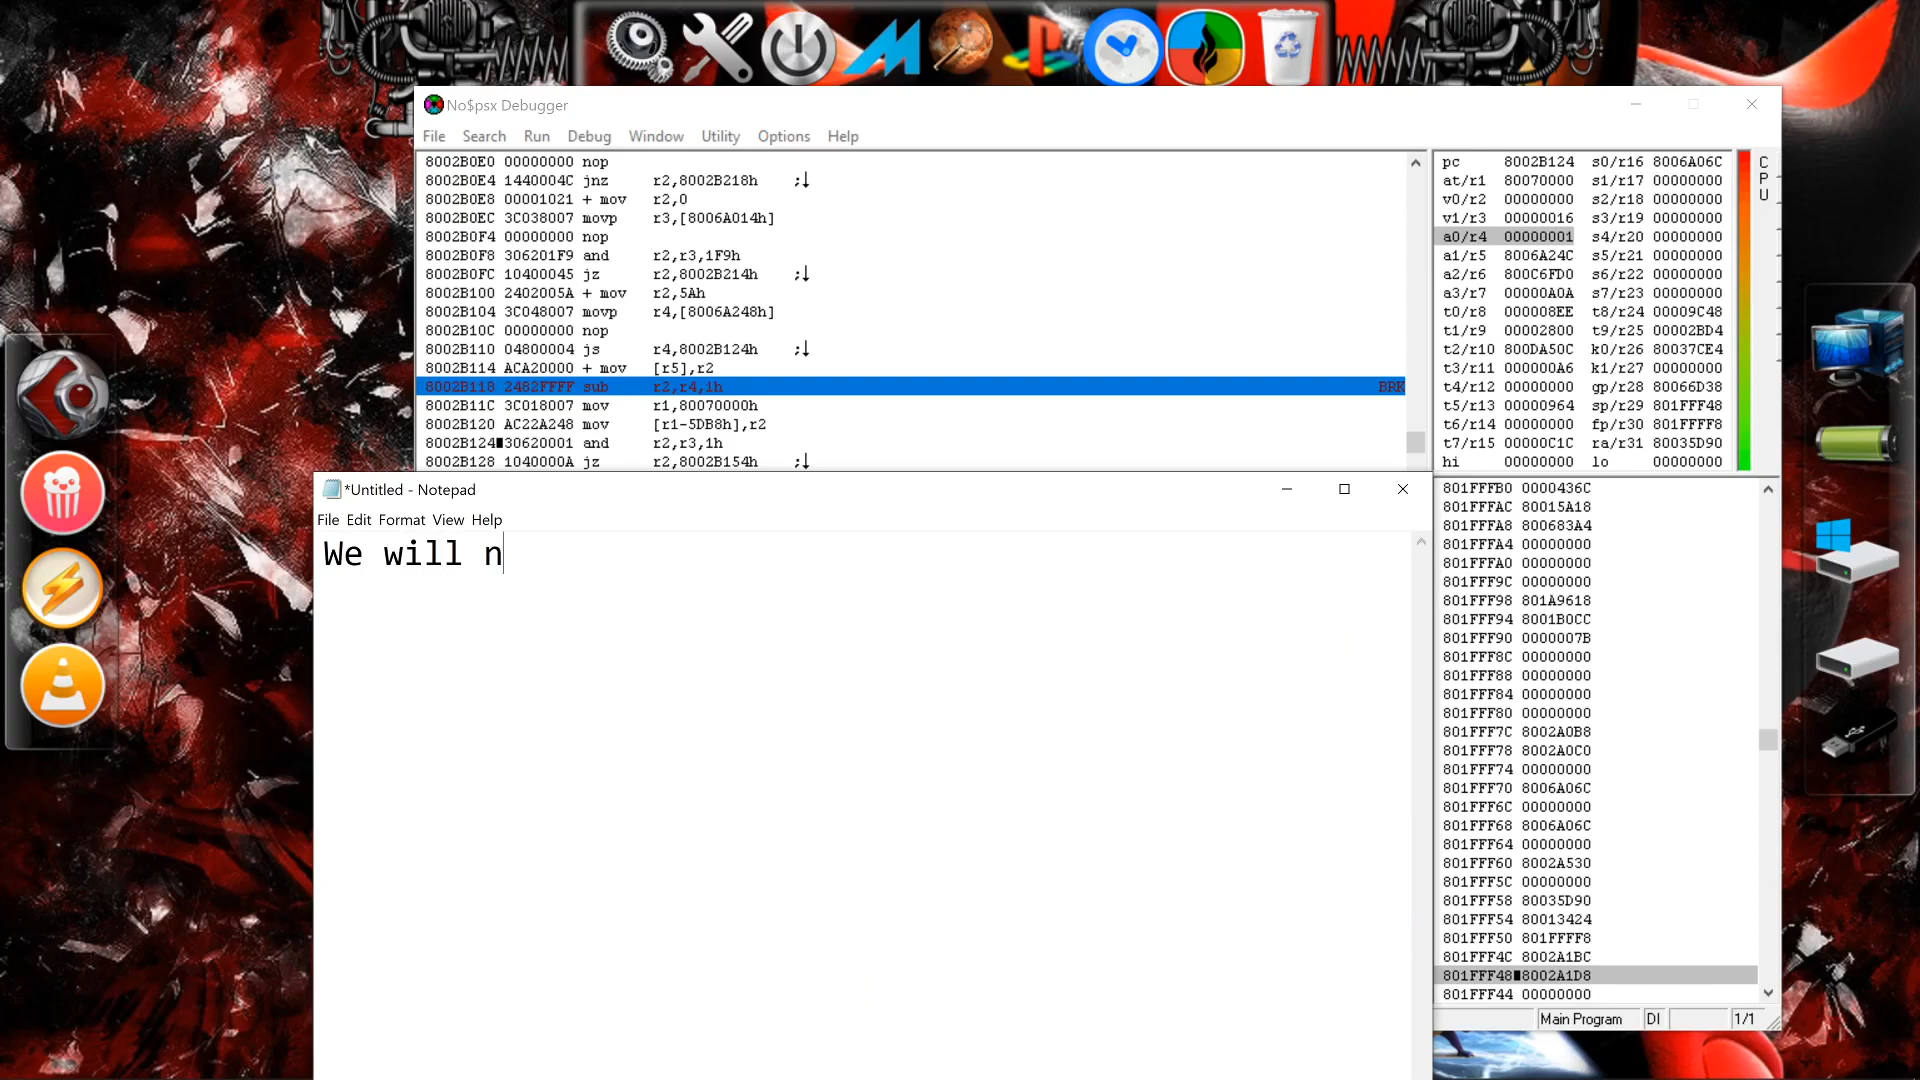 No$psx Debugger
File Search Run Debug Window Utility Options Help
8002B0E0 00000000 nop
8002B0E4 1440004C jnz r2,8002B218h ;↓
8002B0E8 00001021 + mov r2,0
8002B0EC 3C038007 movp r3,[8006A014h]
8002B0F4 00000000 nop
8002B0F8 306201F9 and r2,r3,1F9h
8002B0FC 10400045 jz r2,8002B214h ;↓
8002B100 2402005A + mov r2,5Ah
8002B104 3C048007 movp r4,[8006A248h]
8002B10C 00000000 nop
8002B110 04800004 js r4,8002B124h ;↓
8002B114 ACA20000 + mov [r5],r2
8002B118 2482FFFF sub r2,r4,1h BRK
8002B11C 3C018007 mov r1,80070000h
8002B120 AC22A248 mov [r1-5DB8h],r2
8002B124 30620001 and r2,r3,1h
8002B128 1040000A jz r2,8002B154h ;↓
pc 8002B124 s0/r16 8006A06C
at/r1 80070000 s1/r17 00000000
v0/r2 00000000 s2/r18 00000000
v1/r3 00000016 s3/r19 00000000
a0/r4 00000001 s4/r20 00000000
a1/r5 8006A24C s5/r21 00000000
a2/r6 800C6FD0 s6/r22 00000000
a3/r7 00000A0A s7/r23 00000000
t0/r8 000008EE t8/r24 00009C48
t1/r9 00002800 t9/r25 00002BD4
t2/r10 800DA50C k0/r26 80037CE4
t3/r11 000000A6 k1/r27 00000000
t4/r12 00000000 gp/r28 80066D38
t5/r13 00000964 sp/r29 801FFF48
t6/r14 00000000 fp/r30 801FFFF8
t7/r15 00000C1C ra/r31 80035D90
hi 00000000 lo 00000000
C
P
U
*Untitled - Notepad
File Edit Format View Help
We will n
801FFFB0 0000436C
801FFFAC 80015A18
801FFFA8 800683A4
801FFFA4 00000000
801FFFA0 00000000
801FFF9C 00000000
801FFF98 801A9618
801FFF94 8001B0CC
801FFF90 0000007B
801FFF8C 00000000
801FFF88 00000000
801FFF84 00000000
801FFF80 00000000
801FFF7C 8002A0B8
801FFF78 8002A0C0
801FFF74 00000000
801FFF70 8006A06C
801FFF6C 00000000
801FFF68 8006A06C
801FFF64 00000000
801FFF60 8002A530
801FFF5C 00000000
801FFF58 80035D90
801FFF54 80013424
801FFF50 801FFFF8
801FFF4C 8002A1BC
801FFF48 8002A1D8
801FFF44 00000000
Main Program DI 1/1